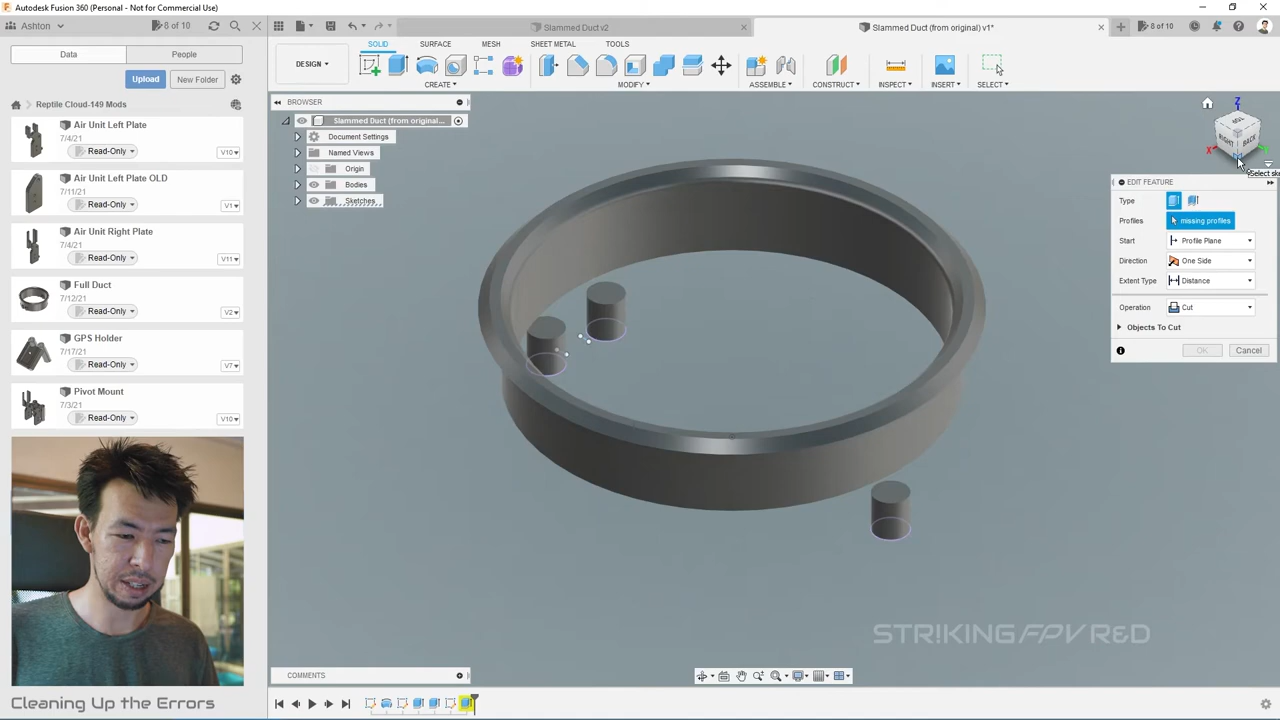 Autodesk Fusion 360 (Personal - Not for Commercial Use)
Ashton
8 of 10
Slammed Duct v2
Slammed Duct (from original) v1*
8 of 10
Data
People
SOLID
SURFACE
MESH
SHEET METAL
TOOLS
DESIGN
CREATE
MODIFY
ASSEMBLE
CONSTRUCT
INSPECT
INSERT
SELECT
Upload
New Folder
Reptile Cloud-149 Mods
Air Unit Left Plate
7/4/21
Read-Only
V10
Air Unit Left Plate OLD
7/11/21
Read-Only
V1
Air Unit Right Plate
7/4/21
Read-Only
V11
Full Duct
7/12/21
Read-Only
V2
GPS Holder
7/17/21
Read-Only
V7
Pivot Mount
7/3/21
Read-Only
V10
BROWSER
Slammed Duct (from original...
Document Settings
Named Views
Origin
Bodies
Sketches
Z
RIGHT
BACK
X
Select ske
EDIT FEATURE
Type
Profiles
missing profiles
Start
Profile Plane
Direction
One Side
Extent Type
Distance
Operation
Cut
Objects To Cut
OK
Cancel
STR!KING FPV R&D
COMMENTS
Cleaning Up the Errors